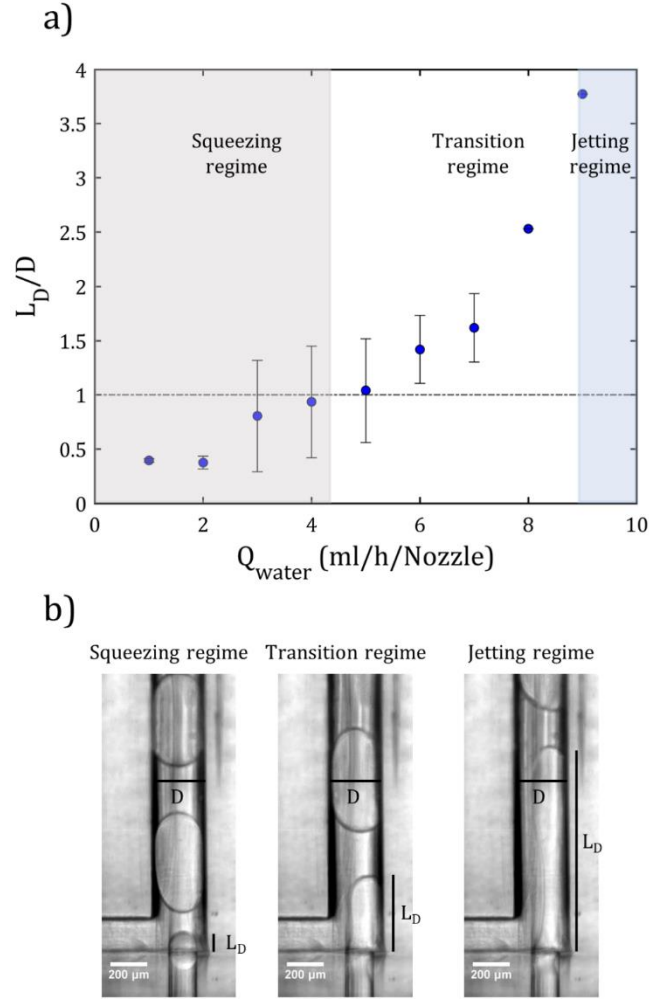 a)
4
3.5
3
2.5
2
1.5
1
0.5
0
L_D/D
Squeezing
regime
Transition
regime
Jetting
regime
0 2 4 6 8 10
Q_water (ml/h/Nozzle)
b)
Squeezing regime Transition regime Jetting regime
D D D
L_D L_D L_D
200 µm 200 µm 200 µm